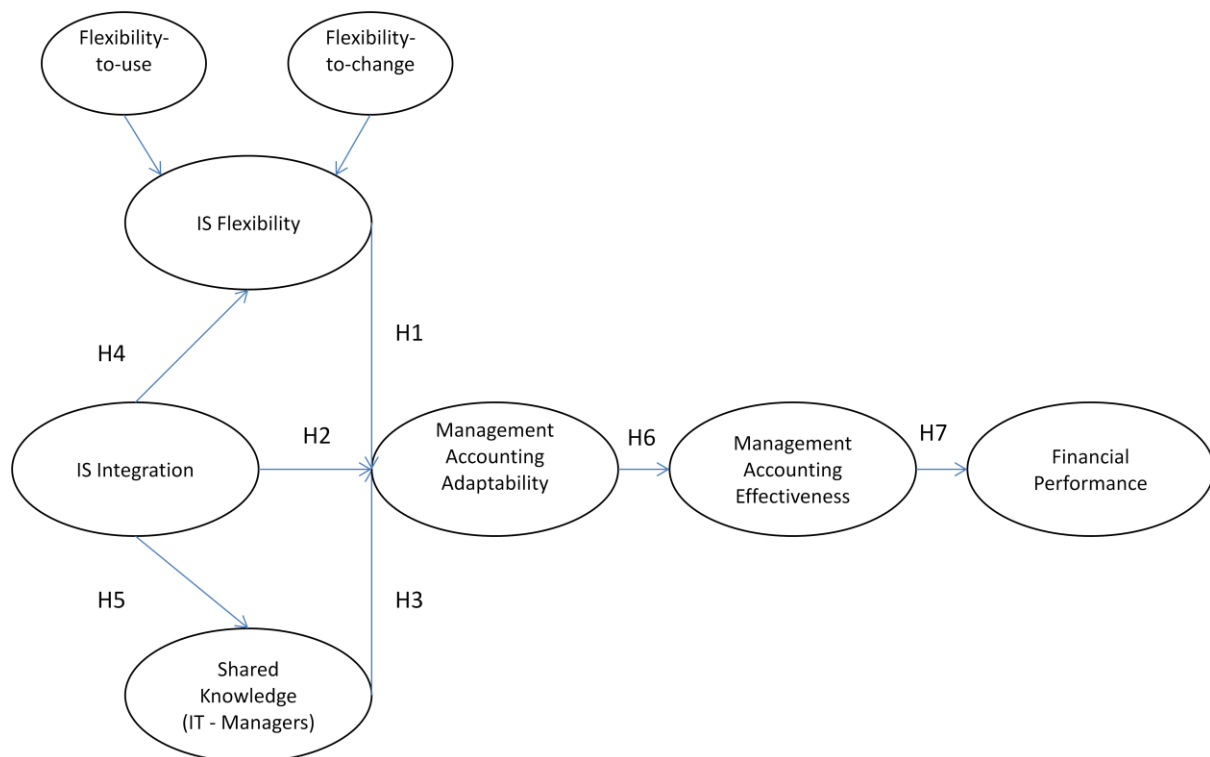 Flexibility-
to-use
Flexibility-
to-change
IS Flexibility
H4
H1
IS Integration
H2
Management
Accounting
Adaptability
H6
Management
Accounting
Effectiveness
H7
Financial
Performance
H5
H3
Shared
Knowledge
(IT - Managers)